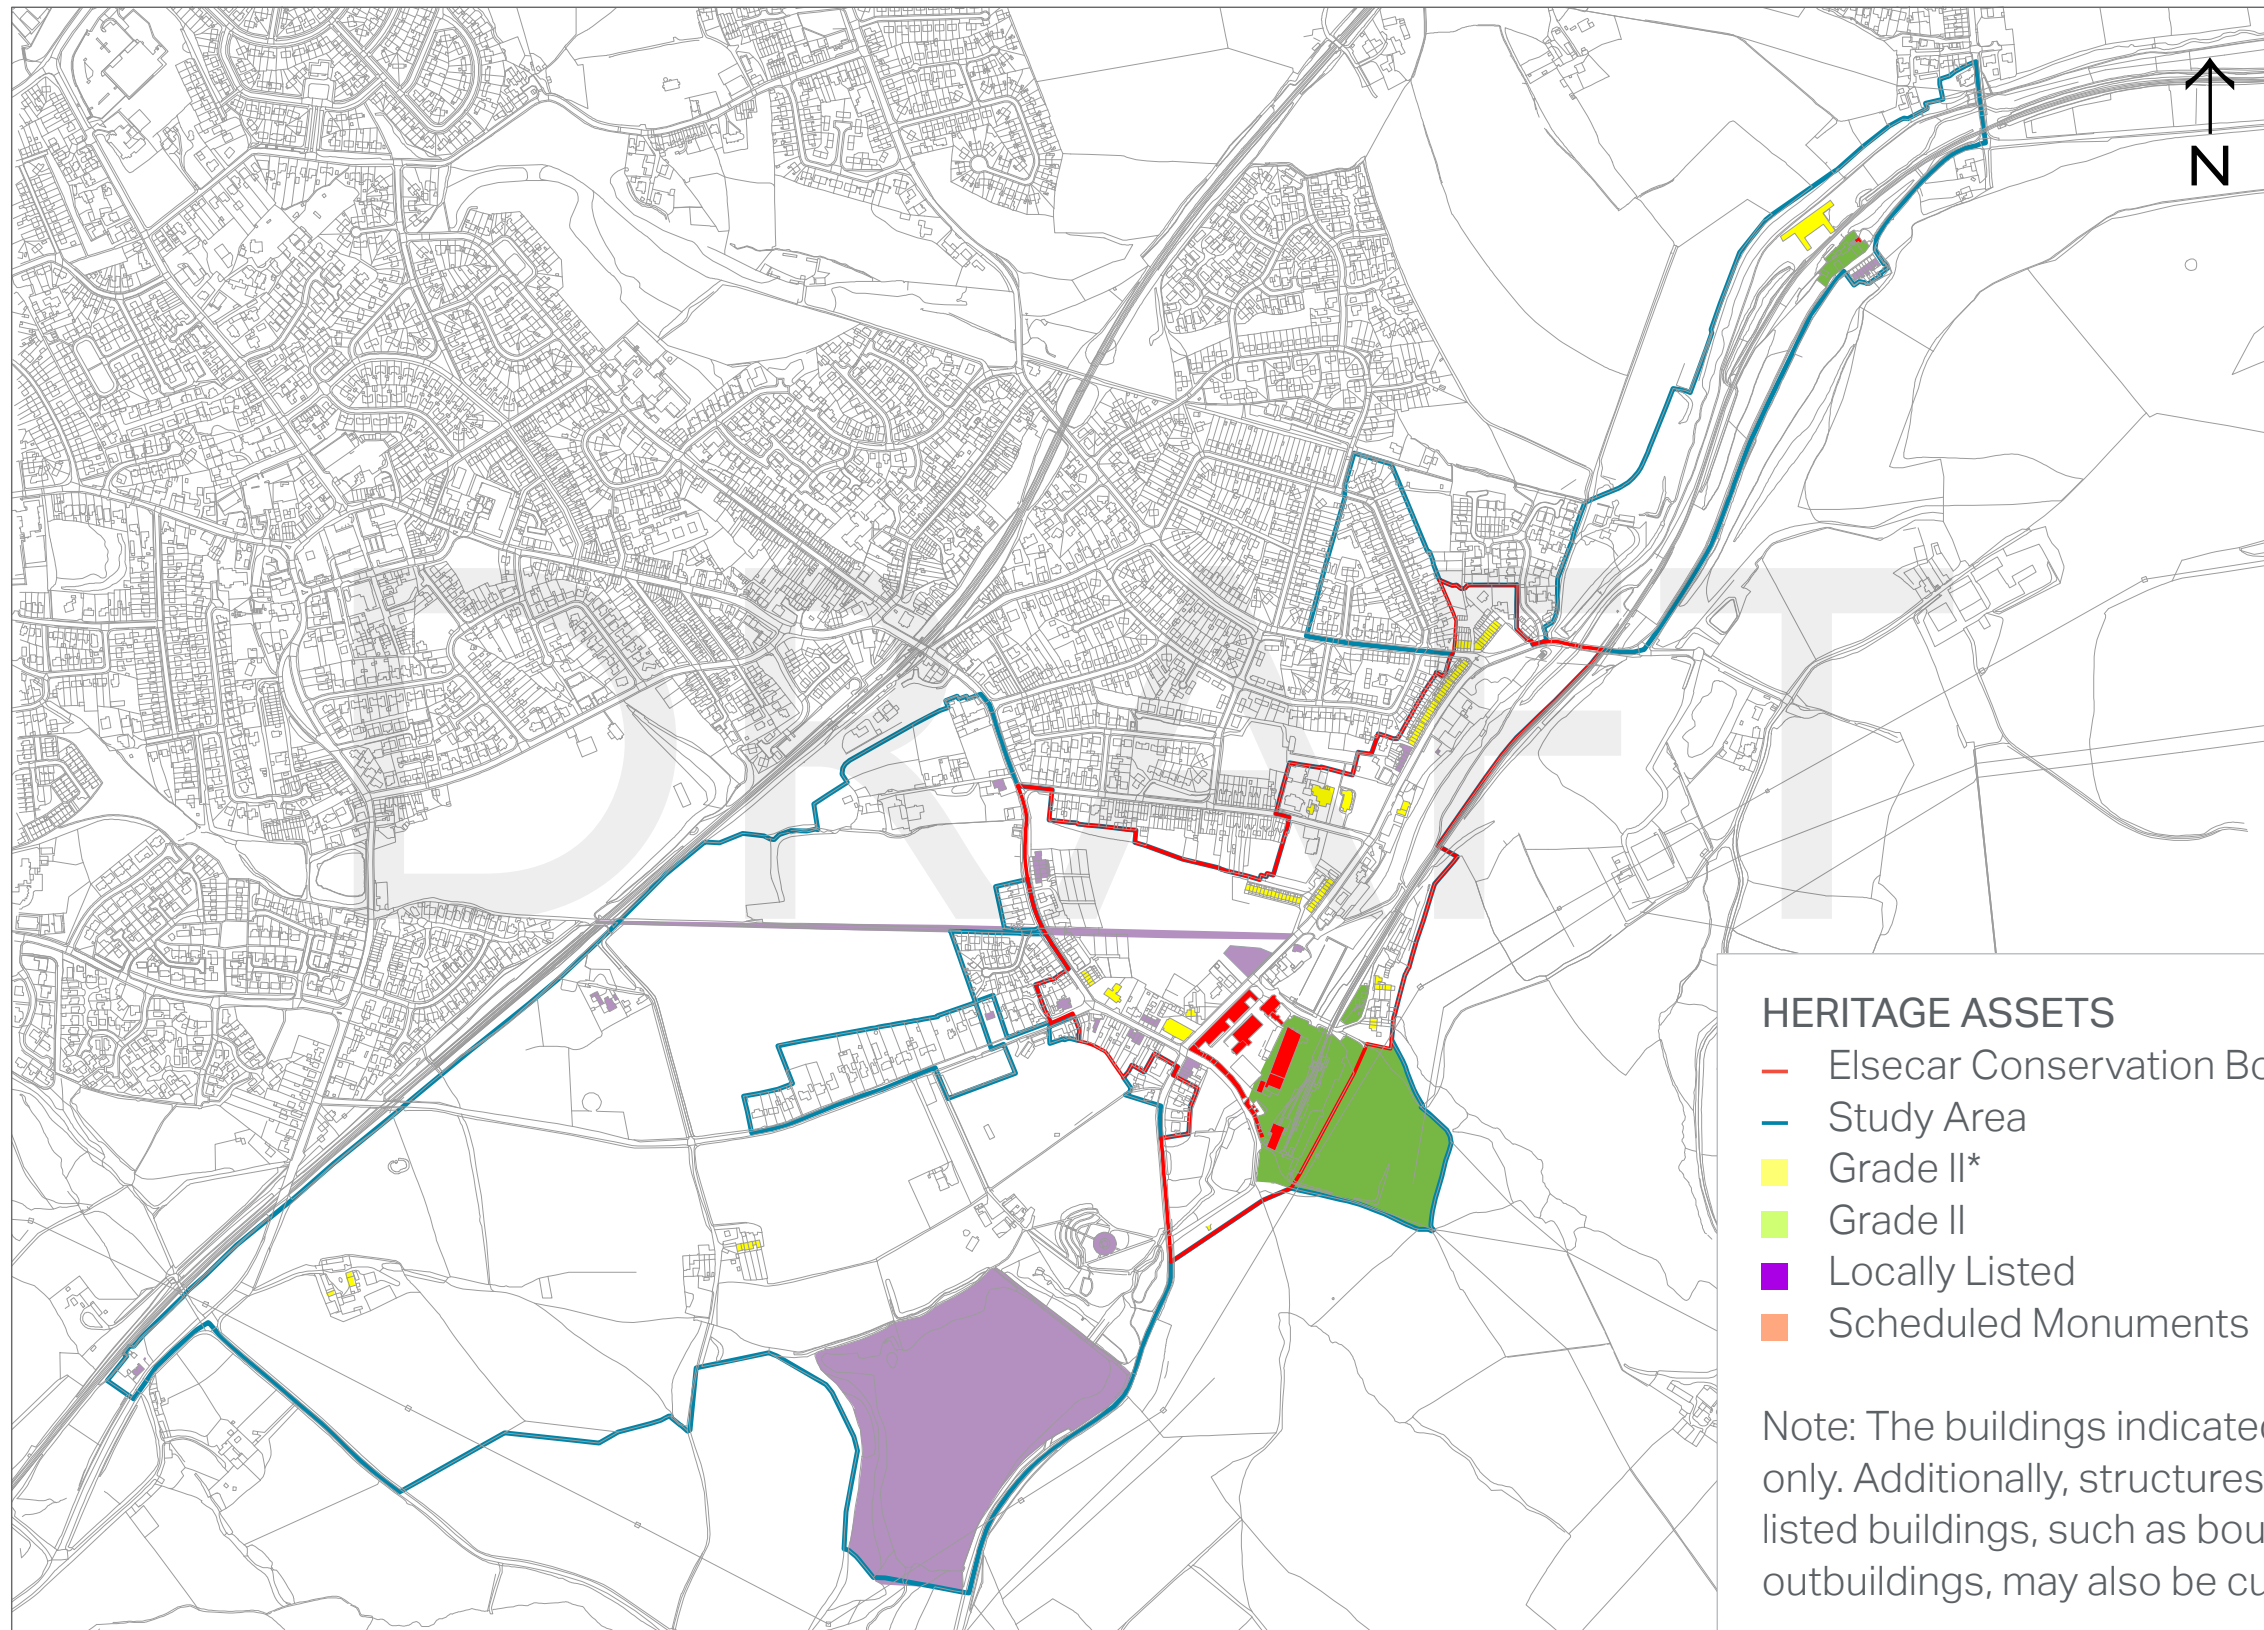 DRAFT
N
HERITAGE ASSETS
Elsecar Conservation Bo
Study Area
Grade II*
Grade II
Locally Listed
Scheduled Monuments
Note: The buildings indicated
only. Additionally, structures
listed buildings, such as bou
outbuildings, may also be cu